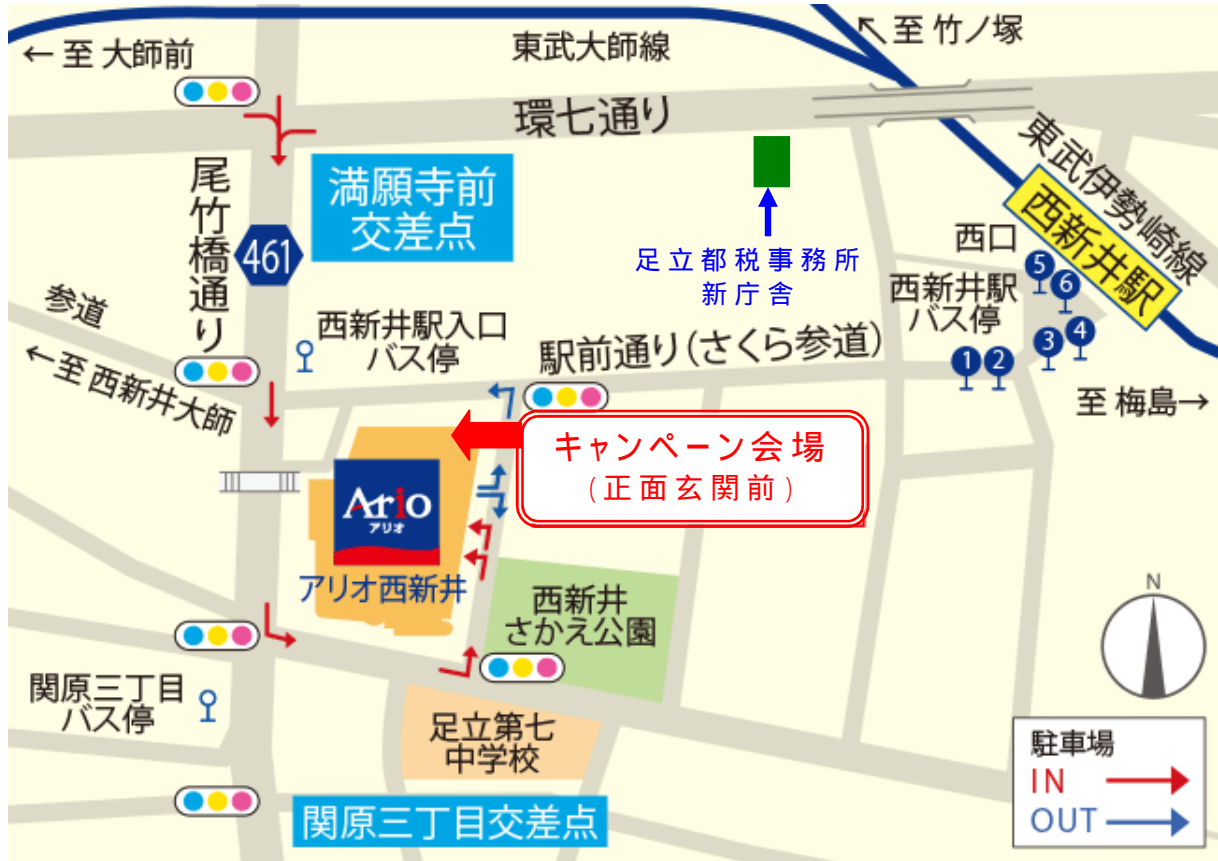 ← 至 大師前
東武大師線
↖ 至 竹ノ塚
環七通り
東武伊勢崎線
尾竹橋通り
満願寺前
交差点
461
足立都税事務所
新庁舎
西新井駅
西口
西新井駅
バス停
5
6
3
4
1
2
参道
←至 西新井大師
西新井駅入口
バス停
駅前通り(さくら参道)
至 梅島→
キャンペーン会場
(正面玄関前)
Ario
アリオ
アリオ西新井
西新井
さかえ公園
N
関原三丁目
バス停
足立第七
中学校
関原三丁目交差点
駐車場
IN
OUT